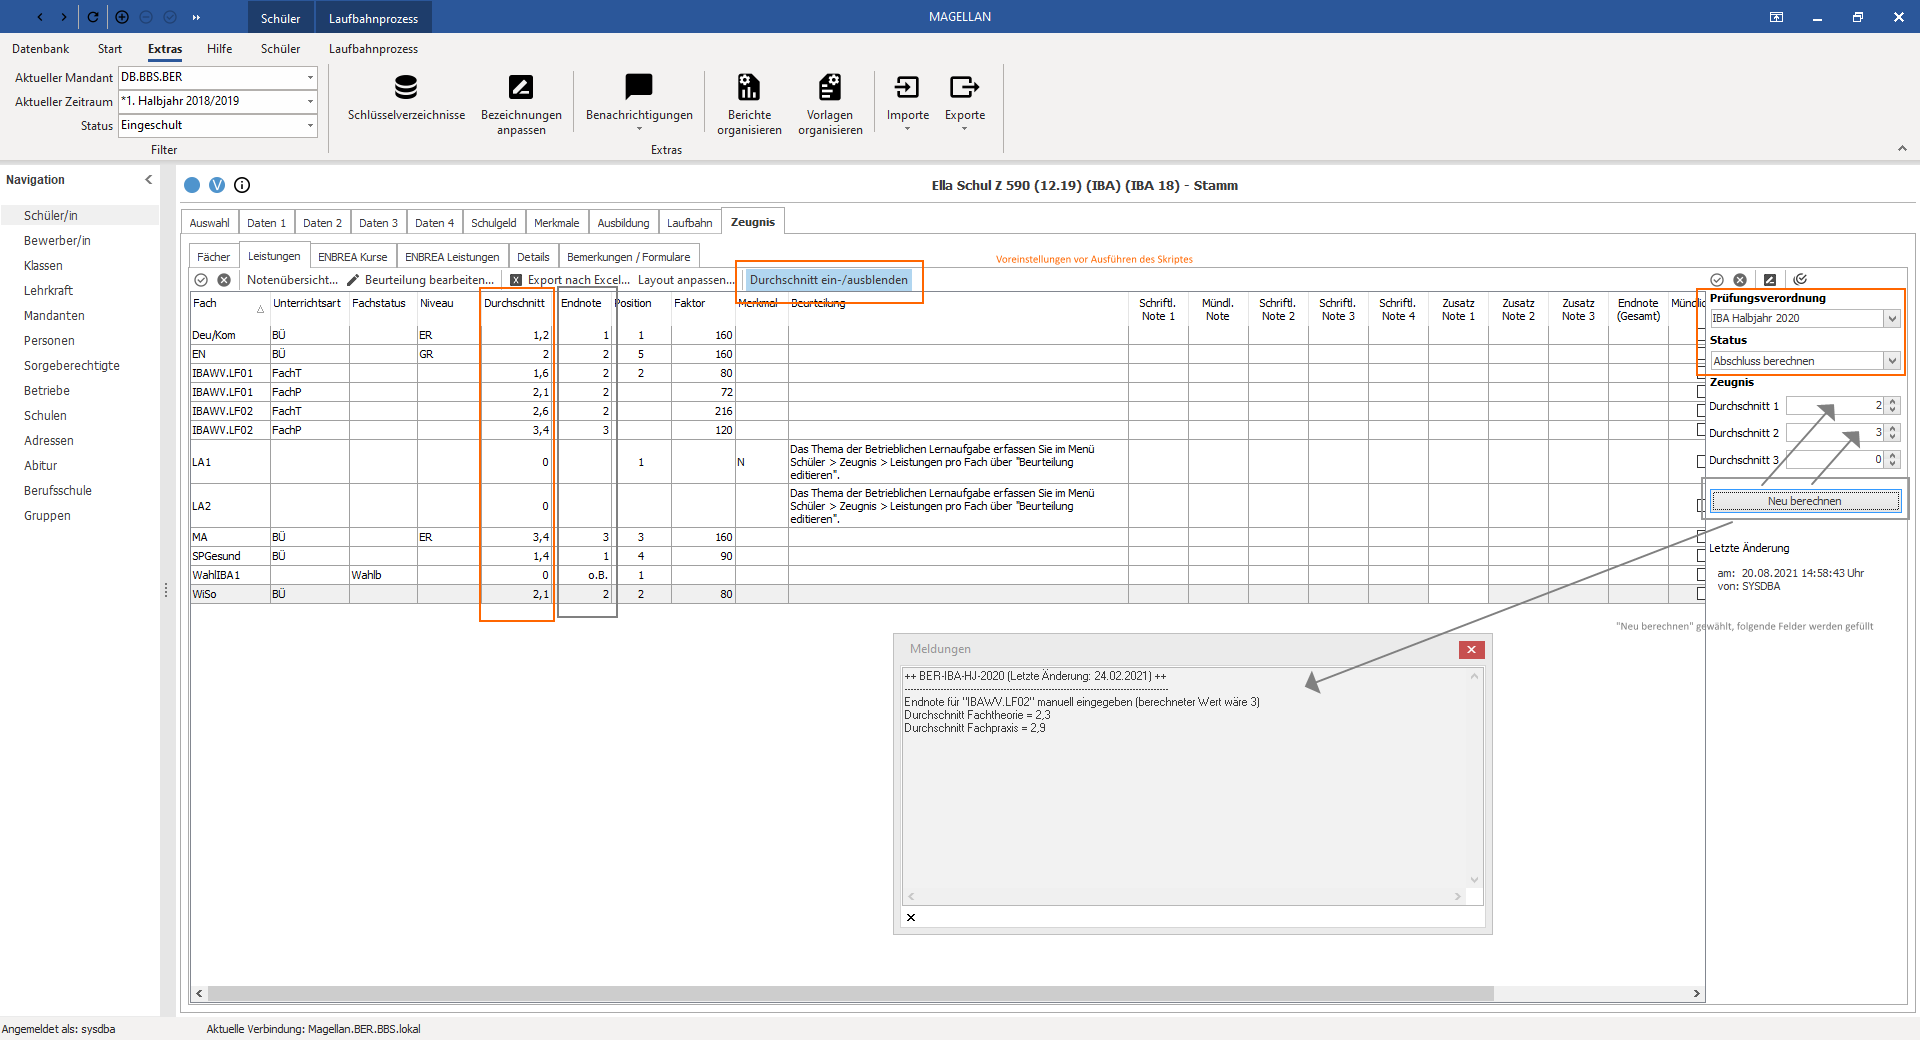 Schüler
Laufbahnprozess
MAGELLAN
Datenbank
Start
Extras
Hilfe
Schüler
Laufbahnprozess
Aktueller Mandant DB.BBS.BER
Aktueller Zeitraum *1. Halbjahr 2018/2019
Status Eingeschult
Filter
Schlüsselverzeichnisse
Bezeichnungen
anpassen
Benachrichtigungen
Berichte
organisieren
Vorlagen
organisieren
Importe
Exporte
Extras
Navigation
Schüler/in
Bewerber/in
Klassen
Lehrkraft
Mandanten
Personen
Sorgeberechtigte
Betriebe
Schulen
Adressen
Abitur
Berufsschule
Gruppen
V
Ella Schul Z 590 (12.19) (IBA) (IBA 18) - Stamm
Auswahl Daten 1 Daten 2 Daten 3 Daten 4 Schulgeld Merkmale Ausbildung Laufbahn Zeugnis
Fächer Leistungen ENBREA Kurse ENBREA Leistungen Details Bemerkungen / Formulare
Voreinstellungen vor Ausführen des Skriptes
Notenübersicht... Beurteilung bearbeiten... X Export nach Excel... Layout anpassen... Durchschnitt ein-/ausblenden
Fach Unterrichtsart Fachstatus Niveau Durchschnitt Endnote Position Faktor Merkmal Beurteilung Schriftl. Note 1 Mündl. Note Schriftl. Note 2 Schriftl. Note 3 Schriftl. Note 4 Zusatz Note 1 Zusatz Note 2 Zusatz Note 3 Endnote (Gesamt) Mündlic
Deu/Kom BÜ ER 1,2 1 1 160
EN BÜ GR 2 2 5 160
IBAWV.LF01 FachT 1,6 2 2 80
IBAWV.LF01 FachP 2,1 2 72
IBAWV.LF02 FachT 2,6 2 216
IBAWV.LF02 FachP 3,4 3 120
LA1 0 1 N Das Thema der Betrieblichen Lernaufgabe erfassen Sie im Menü
Schüler > Zeugnis > Leistungen pro Fach über "Beurteilung
editieren".
LA2 0 Das Thema der Betrieblichen Lernaufgabe erfassen Sie im Menü
Schüler > Zeugnis > Leistungen pro Fach über "Beurteilung
editieren".
MA BÜ ER 3,4 3 3 160
SPGesund BÜ 1,4 1 4 90
WahlIBA1 Wahlb 0 o.B. 1
WiSo BÜ 2,1 2 2 80
Prüfungsverordnung
IBA Halbjahr 2020
Status
Abschluss berechnen
Zeugnis
Durchschnitt 1 2
Durchschnitt 2 3
Durchschnitt 3 0
Neu berechnen
Letzte Änderung
am: 20.08.2021 14:58:43 Uhr
von: SYSDBA
"Neu berechnen" gewählt, folgende Felder werden gefüllt
Meldungen
++ BER-IBA-HJ-2020 (Letzte Änderung: 24.02.2021) ++
Endnote für "IBAWV.LF02" manuell eingegeben (berechneter Wert wäre 3)
Durchschnitt Fachtheorie = 2,3
Durchschnitt Fachpraxis = 2,9
Angemeldet als: sysdba
Aktuelle Verbindung: Magellan.BER.BBS.lokal